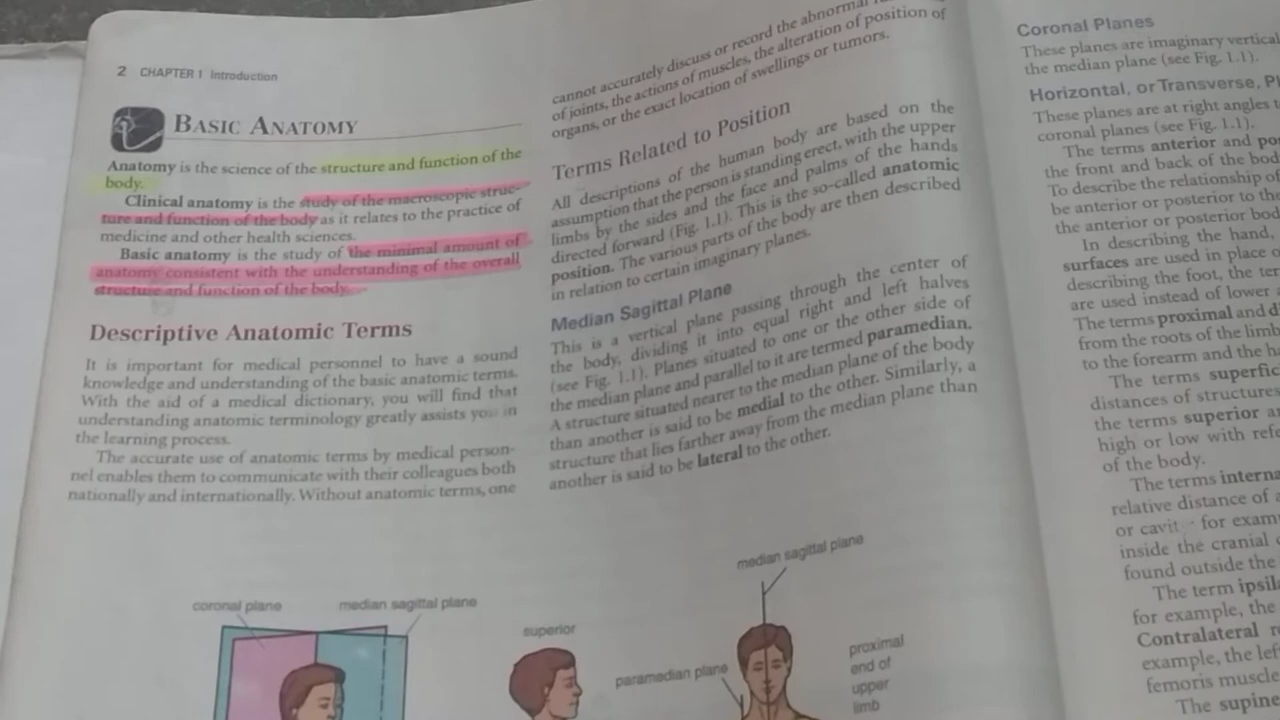 2 CHAPTER 1 Introduction
BASIC ANATOMY
Anatomy is the science of the structure and function of the
body.
Clinical anatomy is the study of the macroscopic struc-
ture and function of the body as it relates to the practice of
medicine and other health sciences.
Basic anatomy is the study of the minimal amount of
anatomy consistent with the understanding of the overall
structure and function of the body.
Descriptive Anatomic Terms
It is important for medical personnel to have a sound
knowledge and understanding of the basic anatomic terms.
With the aid of a medical dictionary, you will find that
understanding anatomic terminology greatly assists you in
the learning process.
The accurate use of anatomic terms by medical person-
nel enables them to communicate with their colleagues both
nationally and internationally. Without anatomic terms, one
cannot accurately discuss or record the abnormal
of joints, the actions of muscles, the alteration of position of
organs, or the exact location of swellings or tumors.
Terms Related to Position
All descriptions of the human body are based on the
assumption that the person is standing erect, with the upper
limbs by the sides and the face and palms of the hands
directed forward (Fig. 1.1). This is the so-called anatomic
position. The various parts of the body are then described
in relation to certain imaginary planes.
Median Sagittal Plane
This is a vertical plane passing through the center of
the body, dividing it into equal right and left halves
(see Fig. 1.1). Planes situated to one or the other side of
the median plane and parallel to it are termed paramedian.
A structure situated nearer to the median plane of the body
than another is said to be medial to the other. Similarly, a
structure that lies farther away from the median plane than
another is said to be lateral to the other.
coronal plane
median sagittal plane
superior
median sagittal plane
paramedian plane
proximal
end of
upper
limb
Coronal Planes
These planes are imaginary vertical
the median plane (see Fig. 1.1).
Horizontal, or Transverse, Pl
These planes are at right angles t
coronal planes (see Fig. 1.1).
The terms anterior and pos
the front and back of the bod
To describe the relationship of
be anterior or posterior to the
the anterior or posterior bod
In describing the hand,
surfaces are used in place o
describing the foot, the ter
are used instead of lower a
The terms proximal and di
from the roots of the limb
to the forearm and the ha
The terms superfic
distances of structures
the terms superior a
high or low with refe
of the body.
The terms interna
relative distance of a
or cavit for exam
inside the cranial c
found outside the
The term ipsila
for example, the
Contralateral r
example, the lef
femoris muscle
The supine